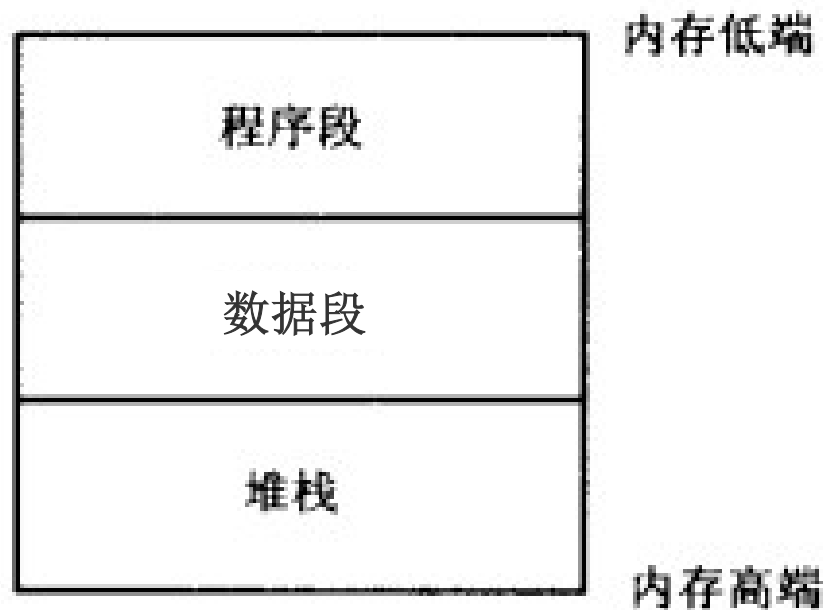 内存低端
程序段
数据段
堆栈
内存高端